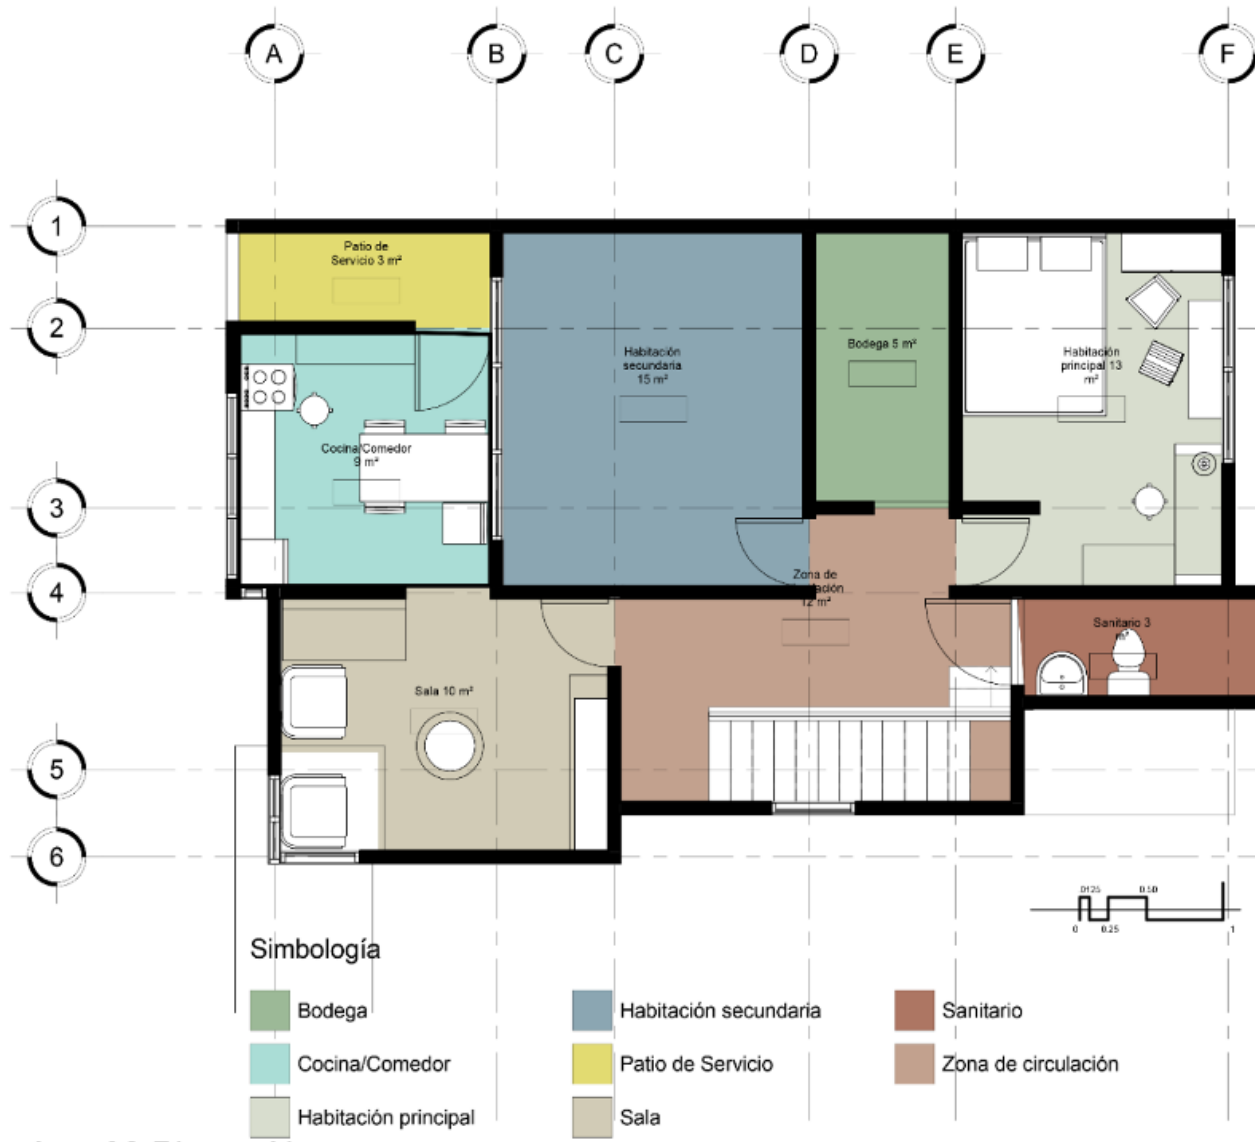 A
B
C
D
E
F
1
2
3
4
5
6
Patio de
Servicio 3 m²
Habitación
secundaria
15 m²
Bodega 5 m²
Habitación
principal 13
m²
Cocina/Comedor
9 m²
Zona de
12 m²
Sanitario 3
m²
Sala 10 m²
.0125
0.50
0
0.25
1
Simbología
Bodega
Habitación secundaria
Sanitario
Cocina/Comedor
Patio de Servicio
Zona de circulación
Habitación principal
Sala